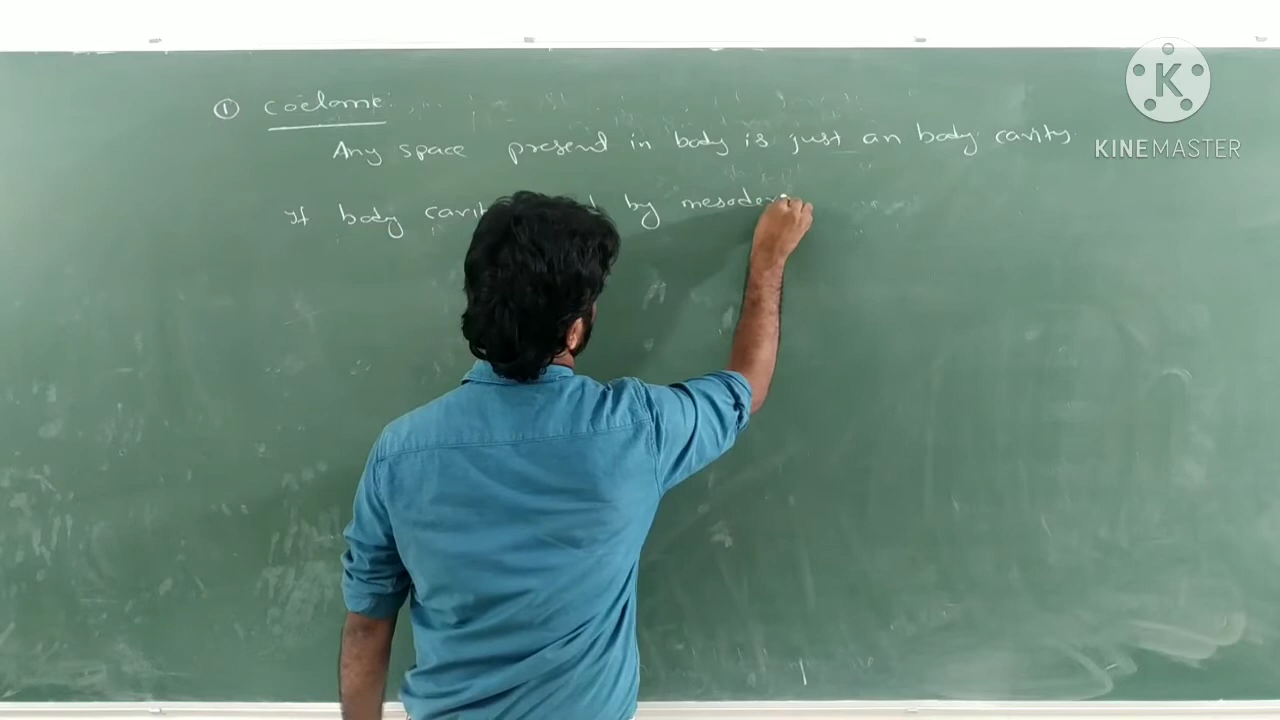 ① Coelome
Any space present in body is just an body cavity
If body cavit by mesoder
K
KINEMASTER